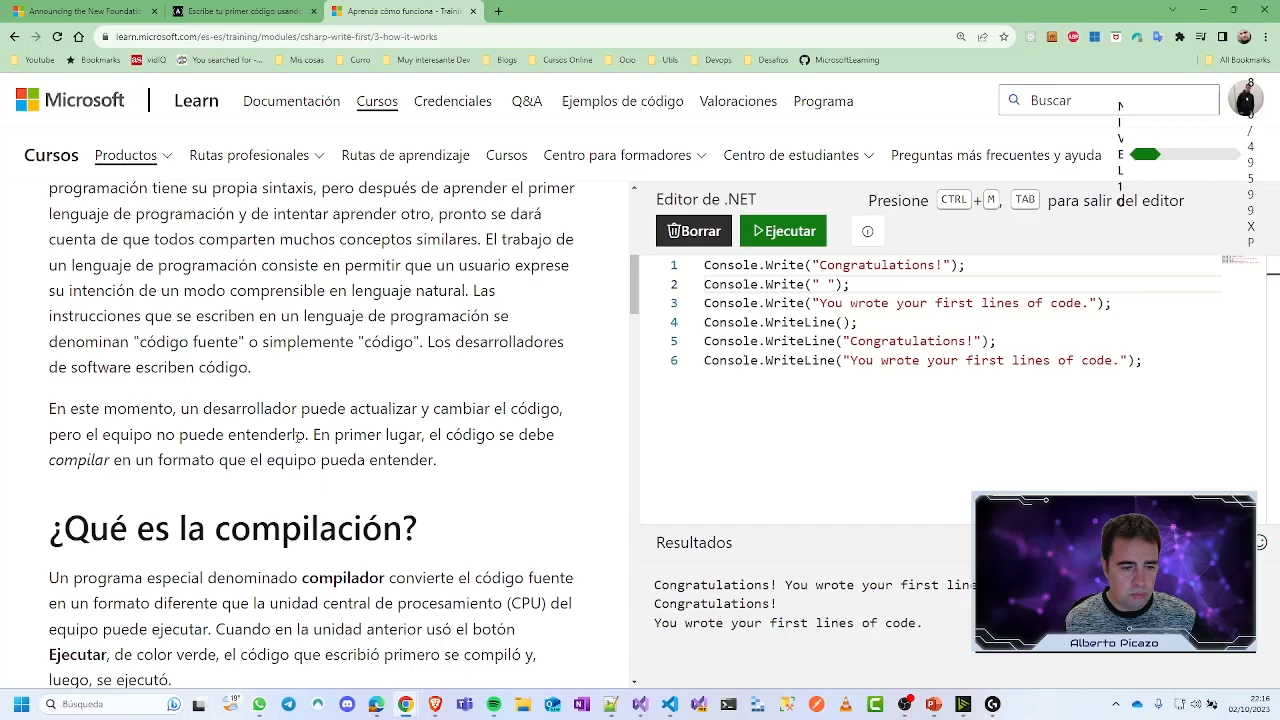 Announcing the New Foundatic
Escribe tu primer código usando
Aprenda cómo funciona - Trainin
learn.microsoft.com/es-es/training/modules/csharp-write-first/3-how-it-works
Youtube
Bookmarks
vidIQ
You searched for -...
Mis cosas
Curro
Muy interesante Dev
Blogs
Cursos Online
Ocio
Utils
Devops
Desafios
MicrosoftLearning
All Bookmarks
Microsoft
Learn
Documentación
Cursos
Credenciales
Q&A
Ejemplos de código
Valoraciones
Programa
Buscar
Cursos
Productos
Rutas profesionales
Rutas de aprendizaje
Cursos
Centro para formadores
Centro de estudiantes
Preguntas más frecuentes y ayuda
programación tiene su propia sintaxis, pero después de aprender el primer
lenguaje de programación y de intentar aprender otro, pronto se dará
cuenta de que todos comparten muchos conceptos similares. El trabajo de
un lenguaje de programación consiste en permitir que un usuario exprese
su intención de un modo comprensible en lenguaje natural. Las
instrucciones que se escriben en un lenguaje de programación se
denominan "código fuente" o simplemente "código". Los desarrolladores
de software escriben código.
En este momento, un desarrollador puede actualizar y cambiar el código,
pero el equipo no puede entenderlo. En primer lugar, el código se debe
compilar en un formato que el equipo pueda entender.
¿Qué es la compilación?
Un programa especial denominado compilador convierte el código fuente
en un formato diferente que la unidad central de procesamiento (CPU) del
equipo puede ejecutar. Cuando en la unidad anterior usó el botón
Ejecutar, de color verde, el código que escribió primero se compiló y,
luego, se ejecutó.
Editor de .NET
Presione CTRL + M, TAB para salir del editor
Borrar
Ejecutar
1 Console.Write("Congratulations!");
2 Console.Write(" ");
3 Console.Write("You wrote your first lines of code.");
4 Console.WriteLine();
5 Console.WriteLine("Congratulations!");
6 Console.WriteLine("You wrote your first lines of code.");
Resultados
Congratulations! You wrote your first line
Congratulations!
You wrote your first lines of code.
Alberto Picazo
Búsqueda
19°
22:16
02/10/2023